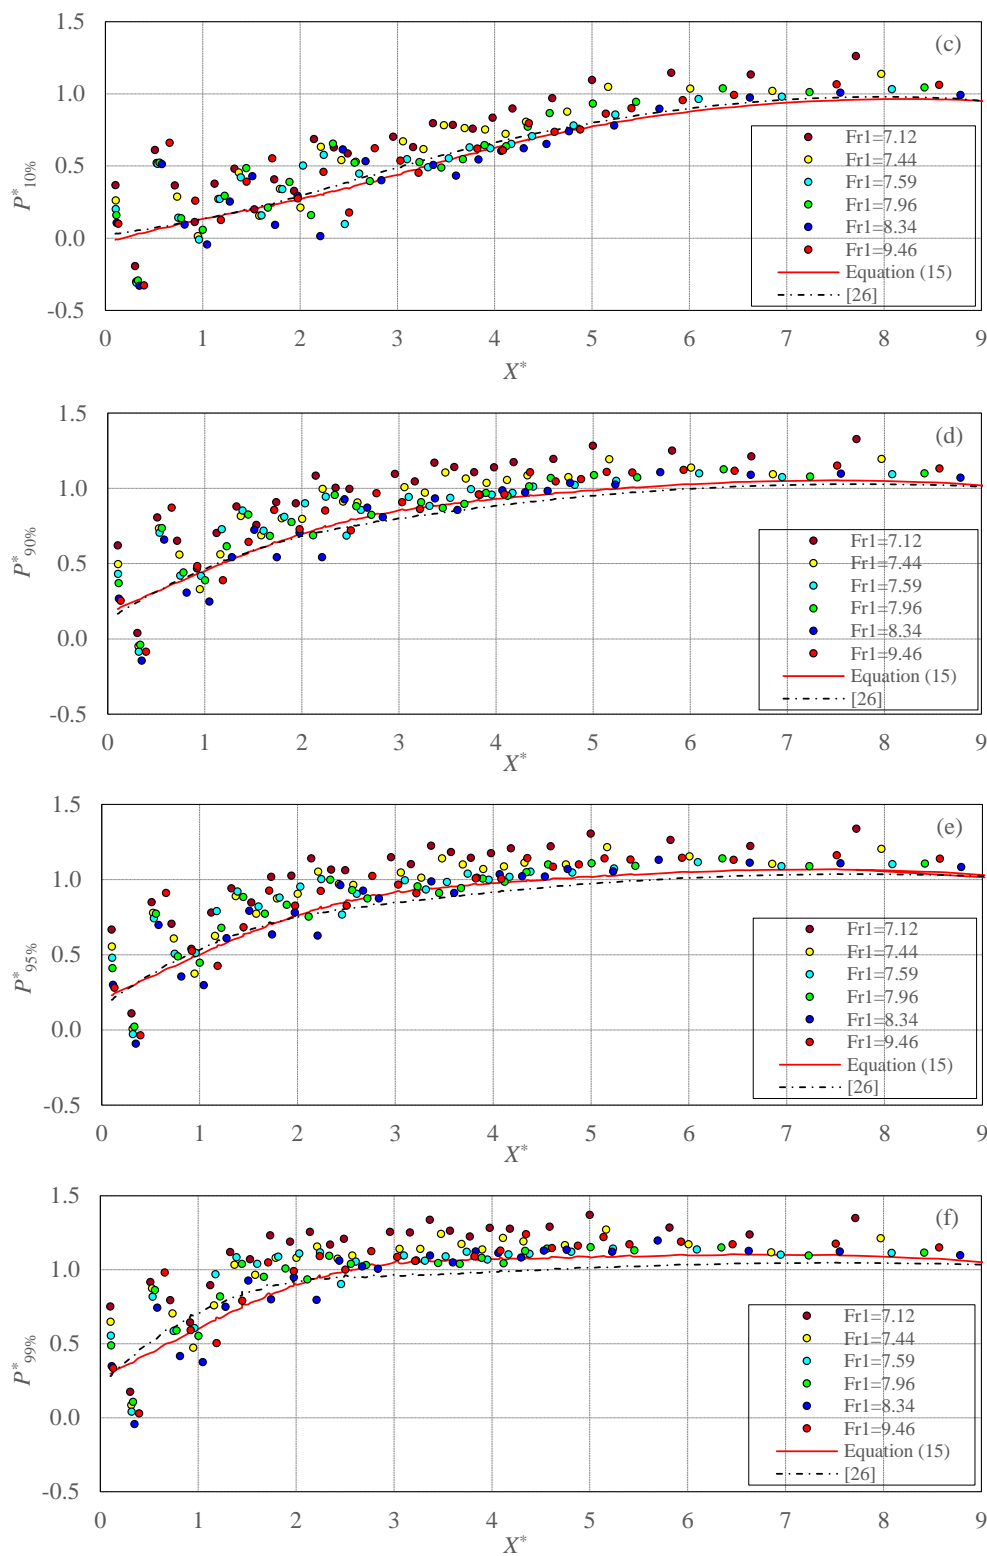 1.5
(c)
1.0
P*10%
0.5
0.0
-0.5
Fr1=7.12
Fr1=7.44
Fr1=7.59
Fr1=7.96
Fr1=8.34
Fr1=9.46
Equation (15)
[26]
0 1 2 3 4 5 6 7 8 9
X*
1.5
(d)
1.0
P*90%
0.5
0.0
-0.5
Fr1=7.12
Fr1=7.44
Fr1=7.59
Fr1=7.96
Fr1=8.34
Fr1=9.46
Equation (15)
[26]
0 1 2 3 4 5 6 7 8 9
X*
1.5
(e)
1.0
P*95%
0.5
0.0
-0.5
Fr1=7.12
Fr1=7.44
Fr1=7.59
Fr1=7.96
Fr1=8.34
Fr1=9.46
Equation (15)
[26]
0 1 2 3 4 5 6 7 8 9
X*
1.5
(f)
1.0
P*99%
0.5
0.0
-0.5
Fr1=7.12
Fr1=7.44
Fr1=7.59
Fr1=7.96
Fr1=8.34
Fr1=9.46
Equation (15)
[26]
0 1 2 3 4 5 6 7 8 9
X*